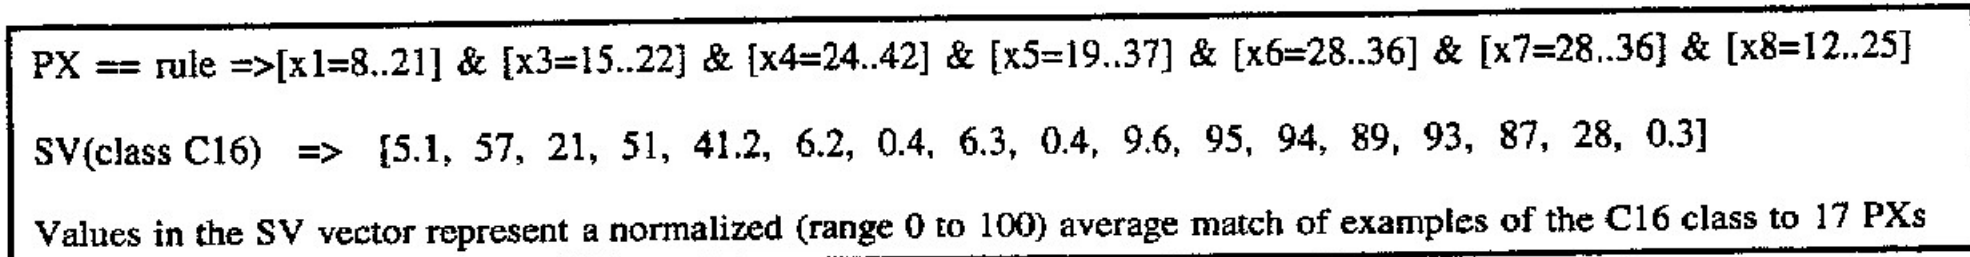 PX == rule =>[x1=8..21] & [x3=15..22] & [x4=24..42] & [x5=19..37] & [x6=28..36] & [x7=28..36] & [x8=12..25]
SV(class C16) => [5.1, 57, 21, 51, 41.2, 6.2, 0.4, 6.3, 0.4, 9.6, 95, 94, 89, 93, 87, 28, 0.3]
Values in the SV vector represent a normalized (range 0 to 100) average match of examples of the C16 class to 17 PXs